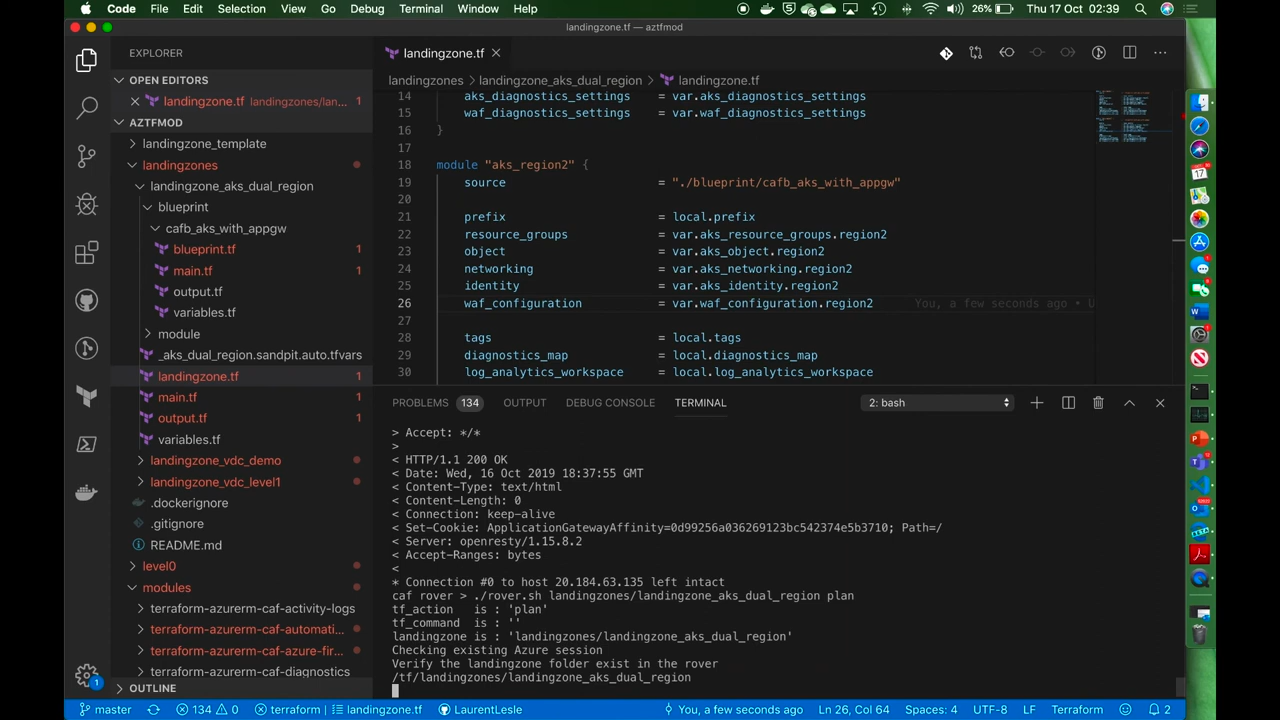 Code File Edit Selection View Go Debug Terminal Window Help 26% Thu 17 Oct 02:39
landingzone.tf — aztfmod
EXPLORER
OPEN EDITORS
landingzone.tf landingzones/lan... 1
AZTFMOD
landingzone_template
landingzones
landingzone_aks_dual_region
blueprint
cafb_aks_with_appgw
blueprint.tf 1
main.tf 1
output.tf
variables.tf
module
_aks_dual_region.sandpit.auto.tfvars
landingzone.tf 1
main.tf 1
output.tf 1
variables.tf
landingzone_vdc_demo
landingzone_vdc_level1
.dockerignore
.gitignore
README.md
level0
modules
terraform-azurerm-caf-activity-logs
terraform-azurerm-caf-automati...
terraform-azurerm-caf-azure-fir...
terraform-azurerm-caf-diagnostics
OUTLINE
landingzone.tf
landingzones > landingzone_aks_dual_region > landingzone.tf
14 aks_diagnostics_settings = var.aks_diagnostics_settings
15 waf_diagnostics_settings = var.waf_diagnostics_settings
16 }
17
18 module "aks_region2" {
19 source = "./blueprint/cafb_aks_with_appgw"
20
21 prefix = local.prefix
22 resource_groups = var.aks_resource_groups.region2
23 object = var.aks_object.region2
24 networking = var.aks_networking.region2
25 identity = var.aks_identity.region2
26 waf_configuration = var.waf_configuration.region2 You, a few seconds ago • U
27
28 tags = local.tags
29 diagnostics_map = local.diagnostics_map
30 log_analytics_workspace = local.log_analytics_workspace
PROBLEMS 134 OUTPUT DEBUG CONSOLE TERMINAL 2: bash
> Accept: */*
>
< HTTP/1.1 200 OK
< Date: Wed, 16 Oct 2019 18:37:55 GMT
< Content-Type: text/html
< Content-Length: 0
< Connection: keep-alive
< Set-Cookie: ApplicationGatewayAffinity=0d99256a036269123bc542374e5b3710; Path=/
< Server: openresty/1.15.8.2
< Accept-Ranges: bytes
<
* Connection #0 to host 20.184.63.135 left intact
caf rover > ./rover.sh landingzones/landingzone_aks_dual_region plan
tf_action is : 'plan'
tf_command is : ''
landingzone is : 'landingzones/landingzone_aks_dual_region'
Checking existing Azure session
Verify the landingzone folder exist in the rover
/tf/landingzones/landingzone_aks_dual_region
1 master 134 0 terraform | landingzone.tf LaurentLesle You, a few seconds ago Ln 26, Col 64 Spaces: 4 UTF-8 LF Terraform 2